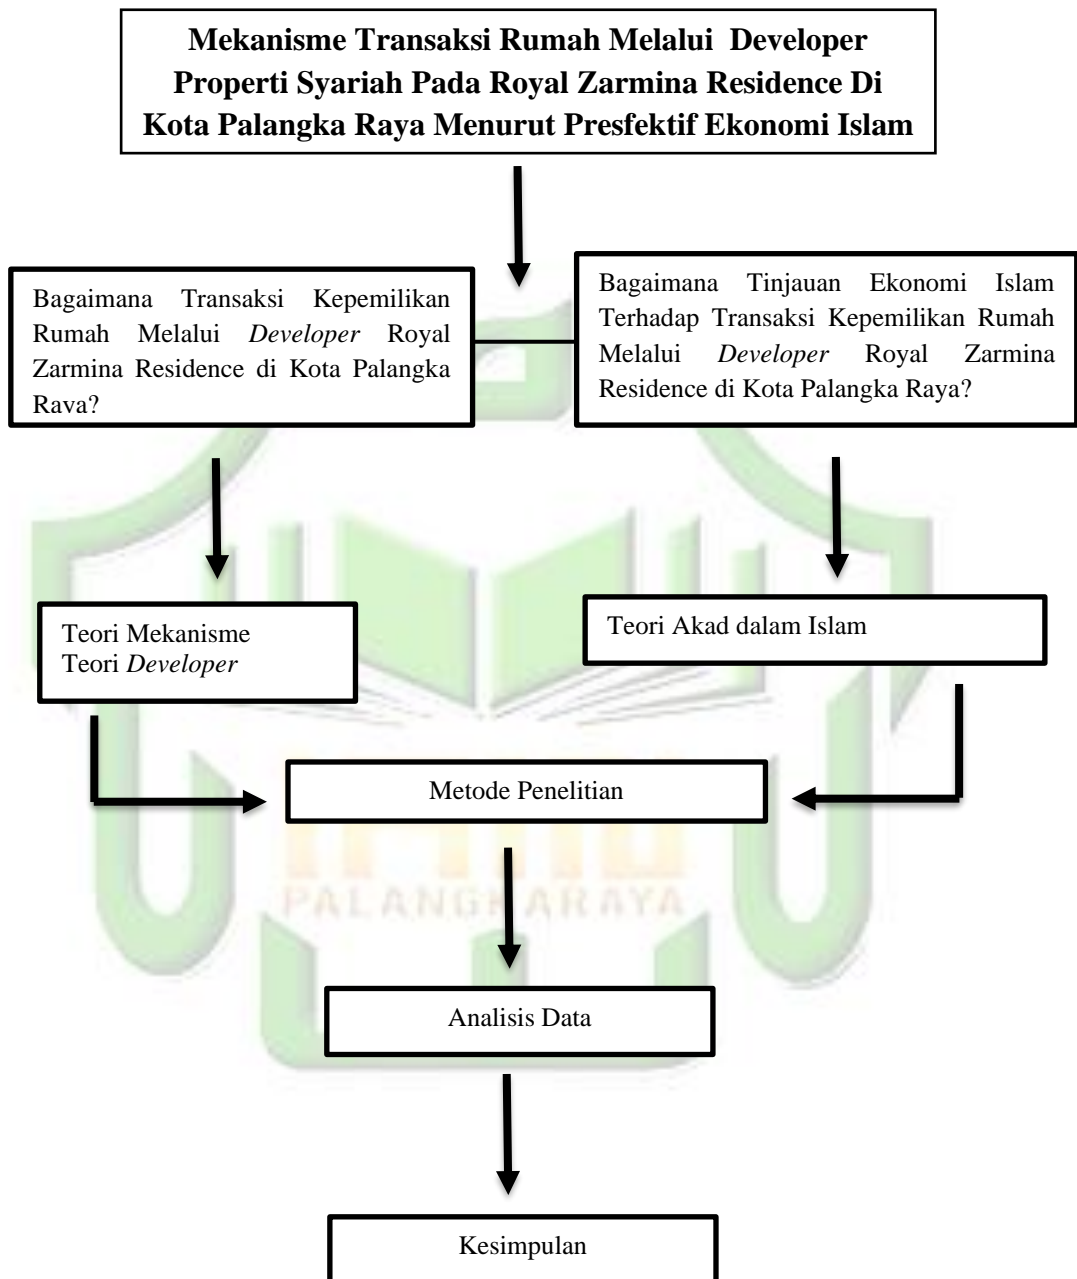 Mekanisme Transaksi Rumah Melalui Developer
Properti Syariah Pada Royal Zarmina Residence Di
Kota Palangka Raya Menurut Presfektif Ekonomi Islam
Bagaimana Transaksi Kepemilikan
Rumah Melalui Developer Royal
Zarmina Residence di Kota Palangka
Raya?
Bagaimana Tinjauan Ekonomi Islam
Terhadap Transaksi Kepemilikan Rumah
Melalui Developer Royal Zarmina
Residence di Kota Palangka Raya?
Teori Mekanisme
Teori Developer
Teori Akad dalam Islam
Metode Penelitian
PALANGKARAYA
Analisis Data
Kesimpulan